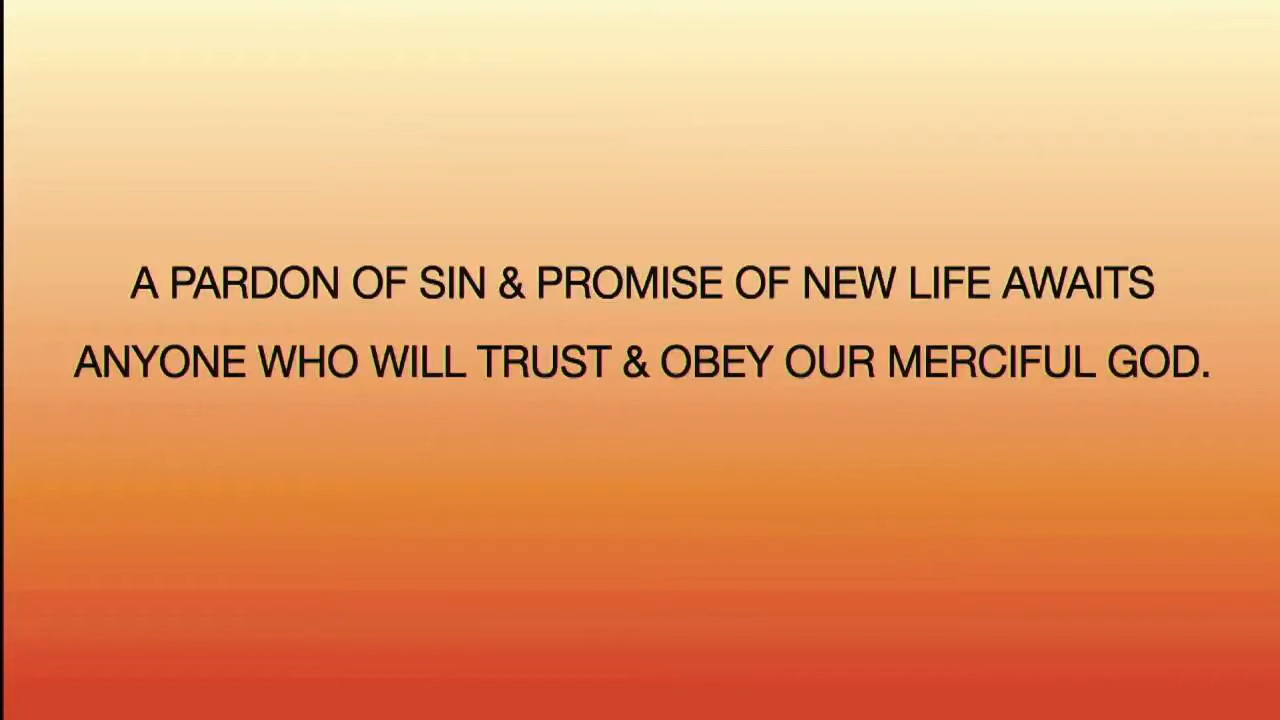 A PARDON OF SIN & PROMISE OF NEW LIFE AWAITS
ANYONE WHO WILL TRUST & OBEY OUR MERCIFUL GOD.